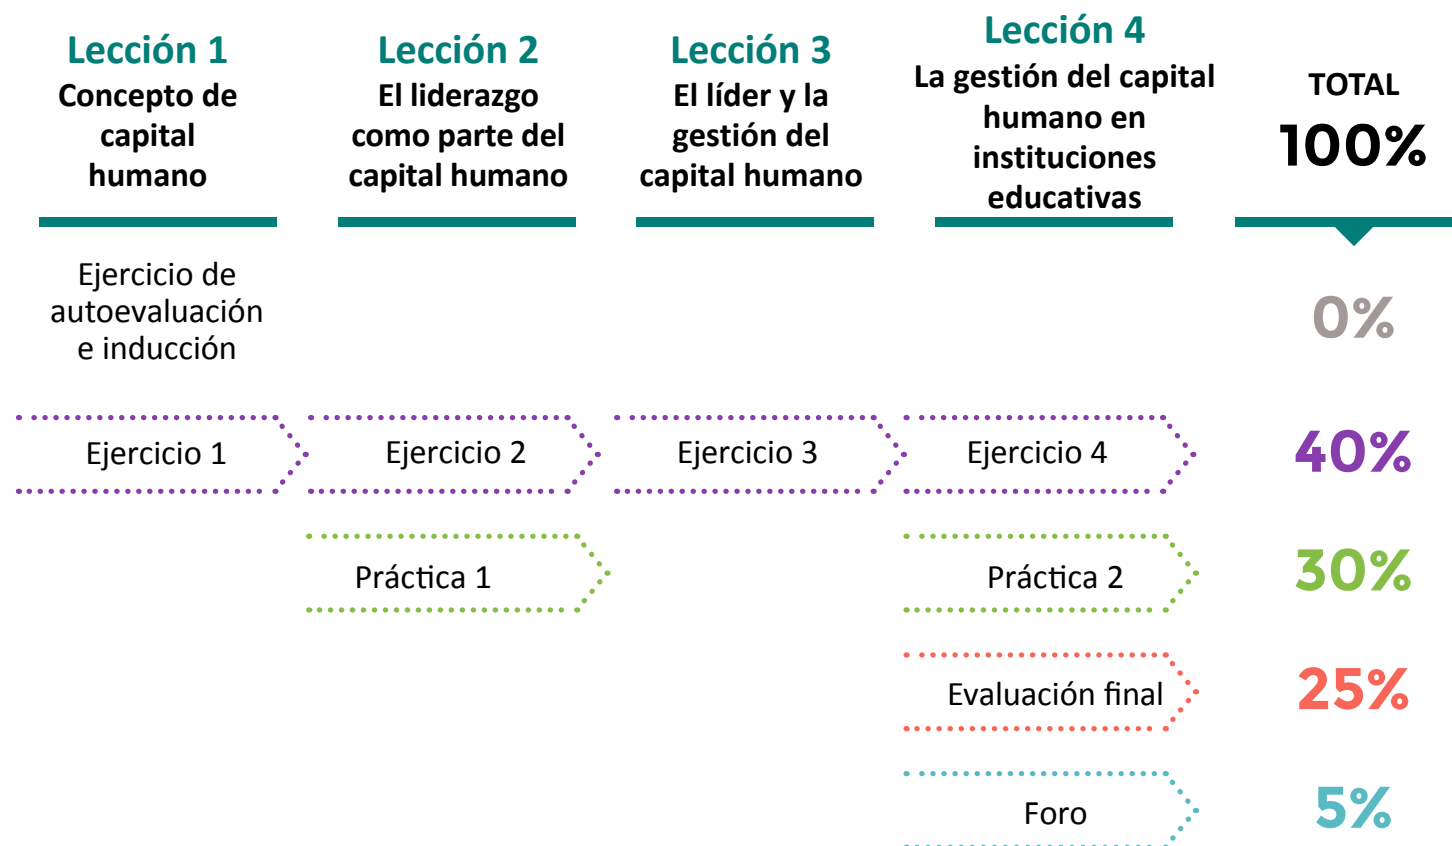 Lección 1
Concepto de
capital
humano
Lección 2
El liderazgo
como parte del
capital humano
Lección 3
El líder y la
gestión del
capital humano
Lección 4
La gestión del capital
humano en
instituciones
educativas
TOTAL
100%
Ejercicio de
autoevaluación
e inducción
0%
Ejercicio 1
Ejercicio 2
Ejercicio 3
Ejercicio 4
40%
Práctica 1
Práctica 2
30%
Evaluación final
25%
Foro
5%